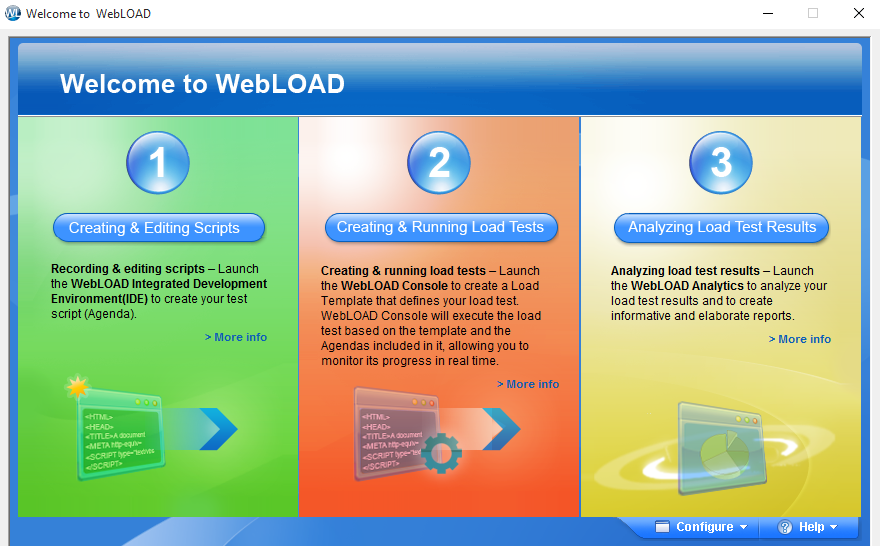 WL Welcome to WebLOAD
Welcome to WebLOAD
1
Creating & Editing Scripts
Recording & editing scripts – Launch
the WebLOAD Integrated Development
Environment(IDE) to create your test
script (Agenda).
> More info
<HTML>
<HEAD>
<TITLE>A document
<META http-equiv=
<SCRIPT type="text/vbs
</SCRIPT>
2
Creating & Running Load Tests
Creating & running load tests – Launch
the WebLOAD Console to create a Load
Template that defines your load test.
WebLOAD Console will execute the load
test based on the template and the
Agendas included in it, allowing you to
monitor its progress in real time.
> More info
<HTML>
<HEAD>
<TITLE>A document
<META http-equiv=
<SCRIPT type="text
</SCRIPT>
3
Analyzing Load Test Results
Analyzing load test results – Launch
the WebLOAD Analytics to analyze your
load test results and to create
informative and elaborate reports.
> More info
Configure
? Help